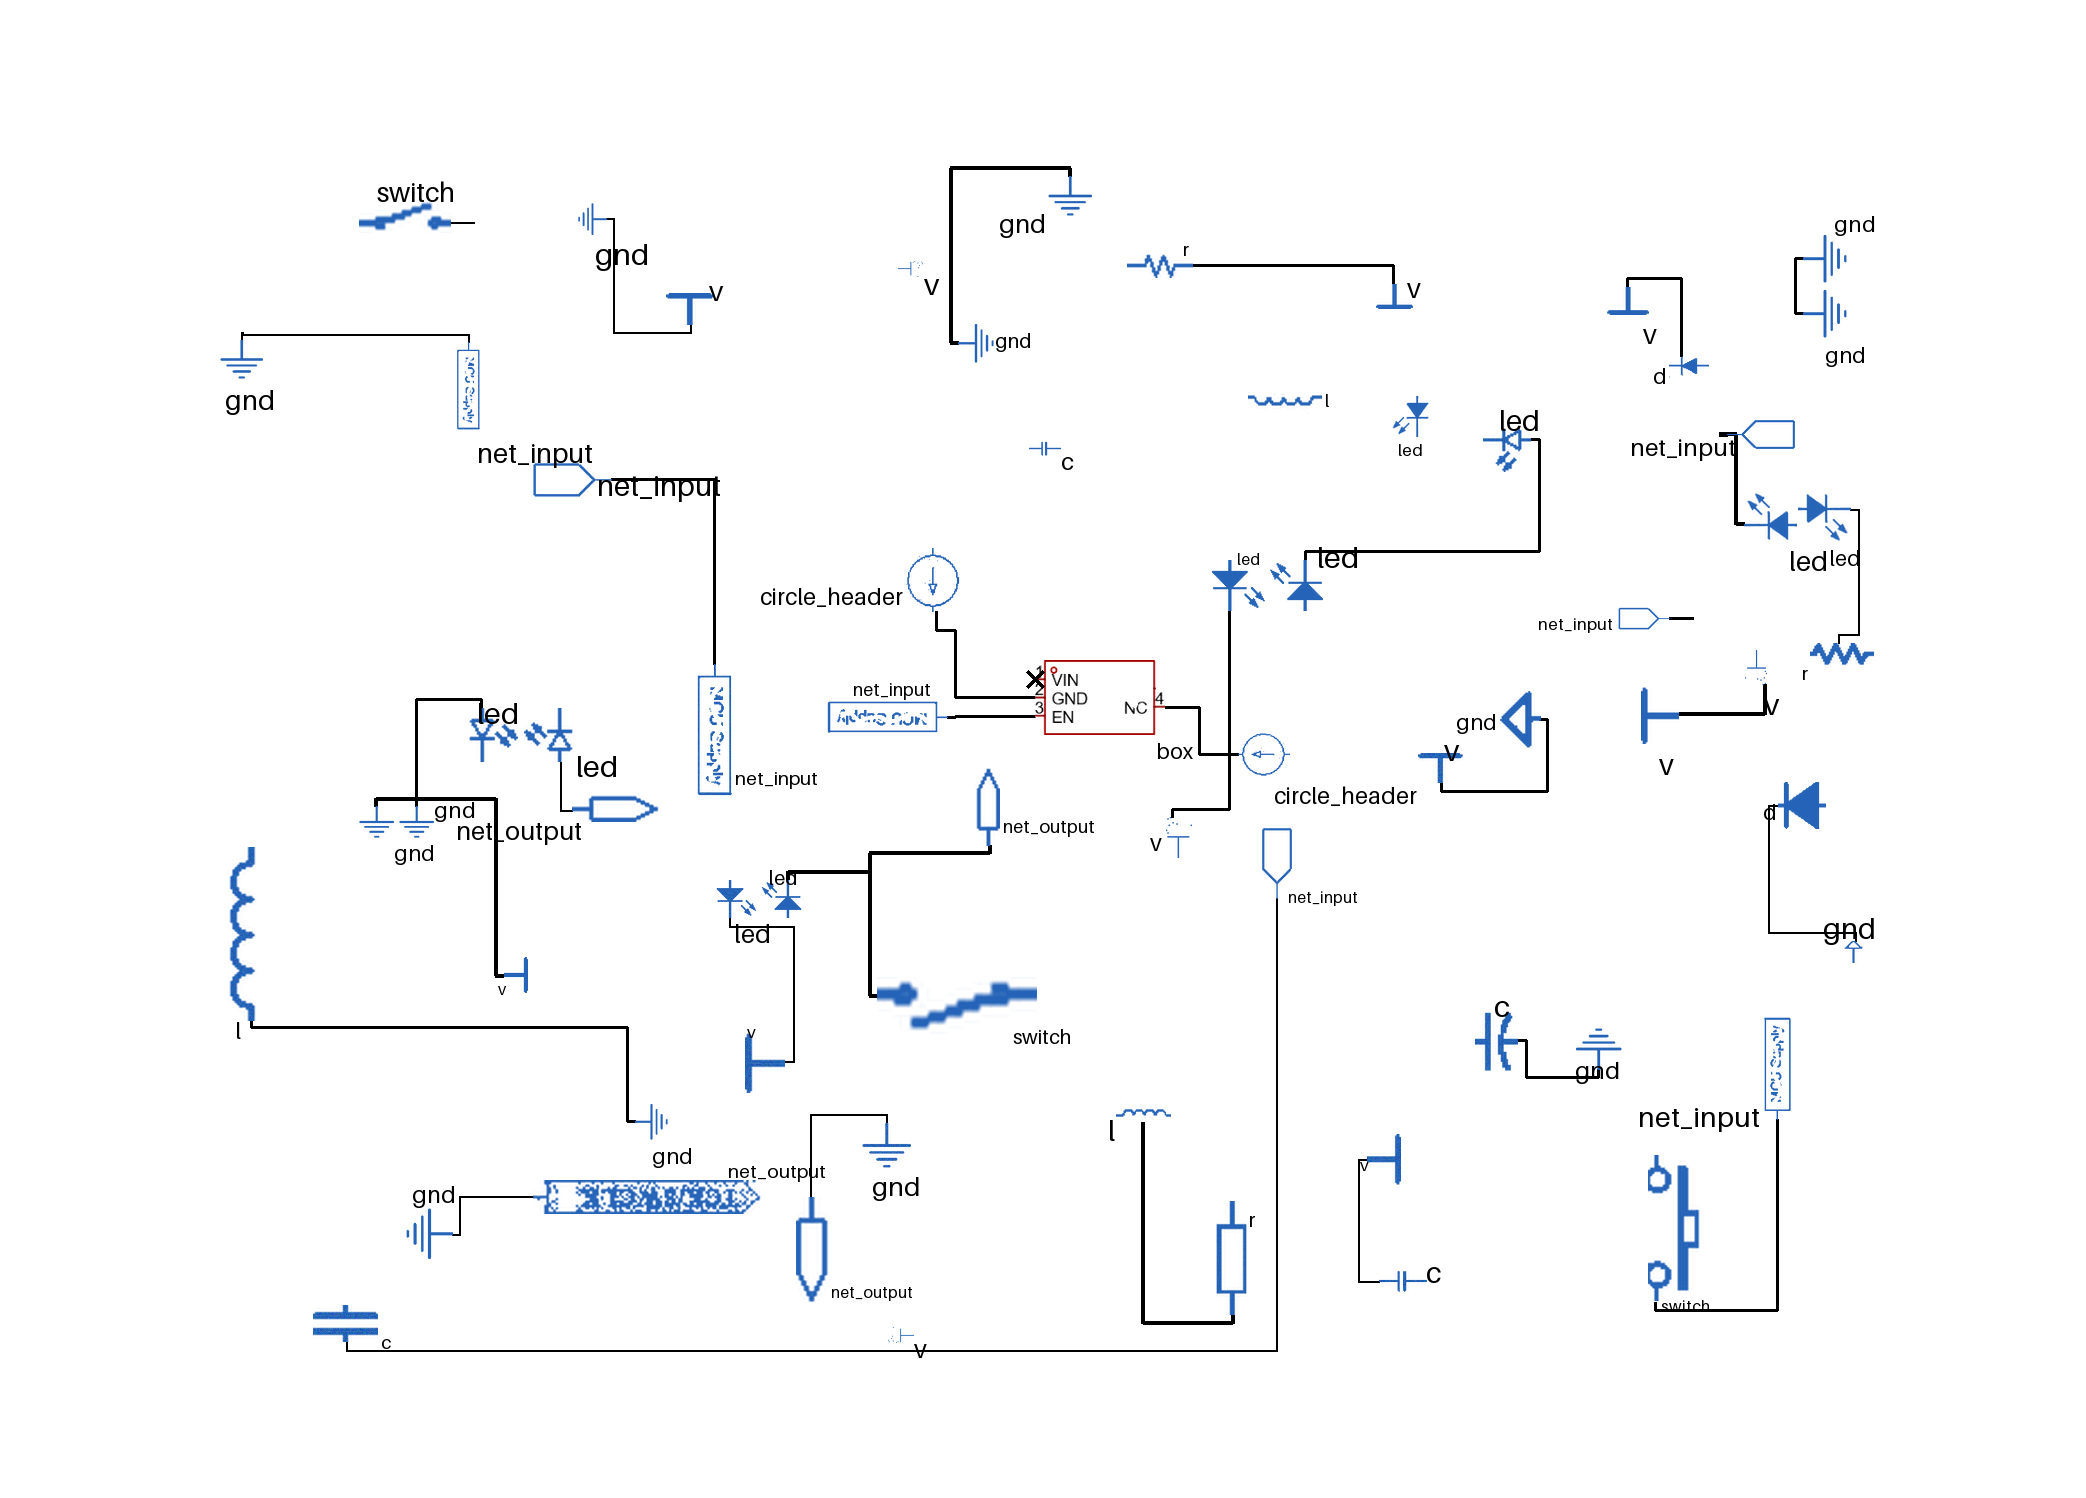 switch
gnd
v
gnd
v
gnd
r
v
gnd
v
gnd
d
gnd
net_input
net_input
l
c
led
led
net_input
led
led
circle_header
led
led
net_input
r
1
VIN
2
GND
3
EN
NC
4
box
circle_header
net_input
net_input
led
led
gnd
gnd
net_output
v
net_output
v
net_input
gnd
v
v
v
d
gnd
l
led
led
v
switch
c
gnd
net_input
gnd
net_output
gnd
gnd
net_output
l
r
v
c
switch
c
v